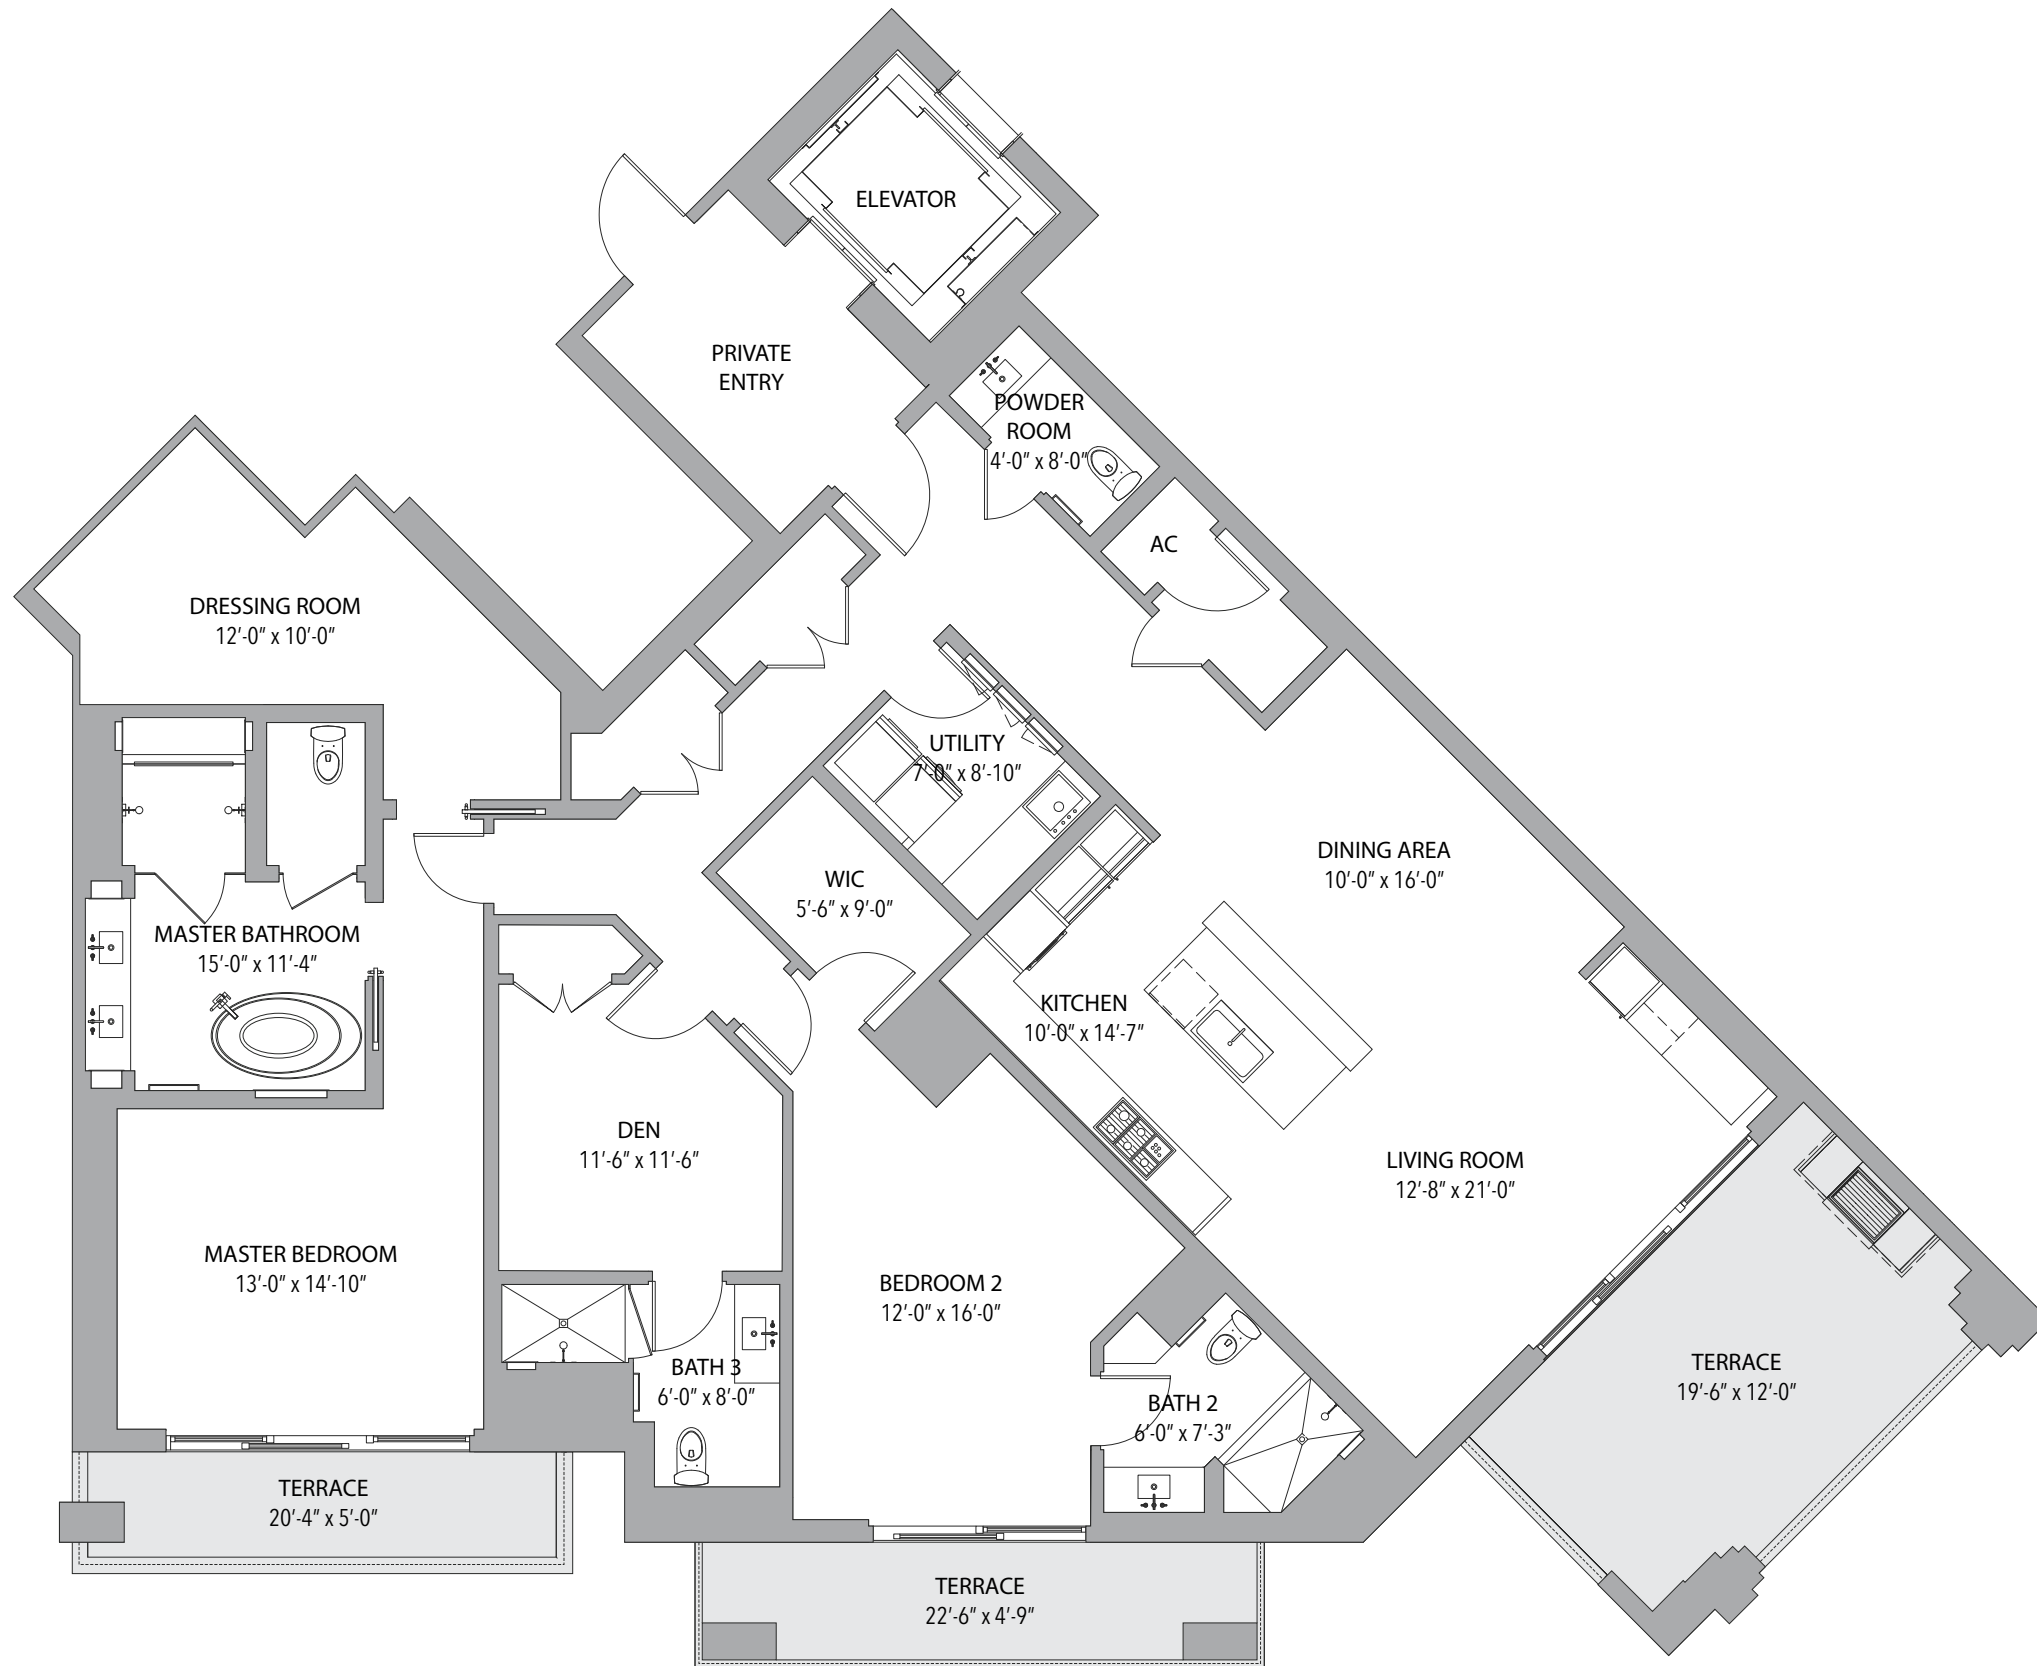 ELEVATOR
PRIVATE
ENTRY
POWDER
ROOM
4'-0" x 8'-0"
AC
DRESSING ROOM
12'-0" x 10'-0"
UTILITY
7'-0" x 8'-10"
DINING AREA
10'-0" x 16'-0"
WIC
5'-6" x 9'-0"
MASTER BATHROOM
15'-0" x 11'-4"
KITCHEN
10'-0" x 14'-7"
DEN
11'-6" x 11'-6"
LIVING ROOM
12'-8" x 21'-0"
MASTER BEDROOM
13'-0" x 14'-10"
BEDROOM 2
12'-0" x 16'-0"
BATH 3
6'-0" x 8'-0"
TERRACE
19'-6" x 12'-0"
BATH 2
6'-0" x 7'-3"
TERRACE
20'-4" x 5'-0"
TERRACE
22'-6" x 4'-9"